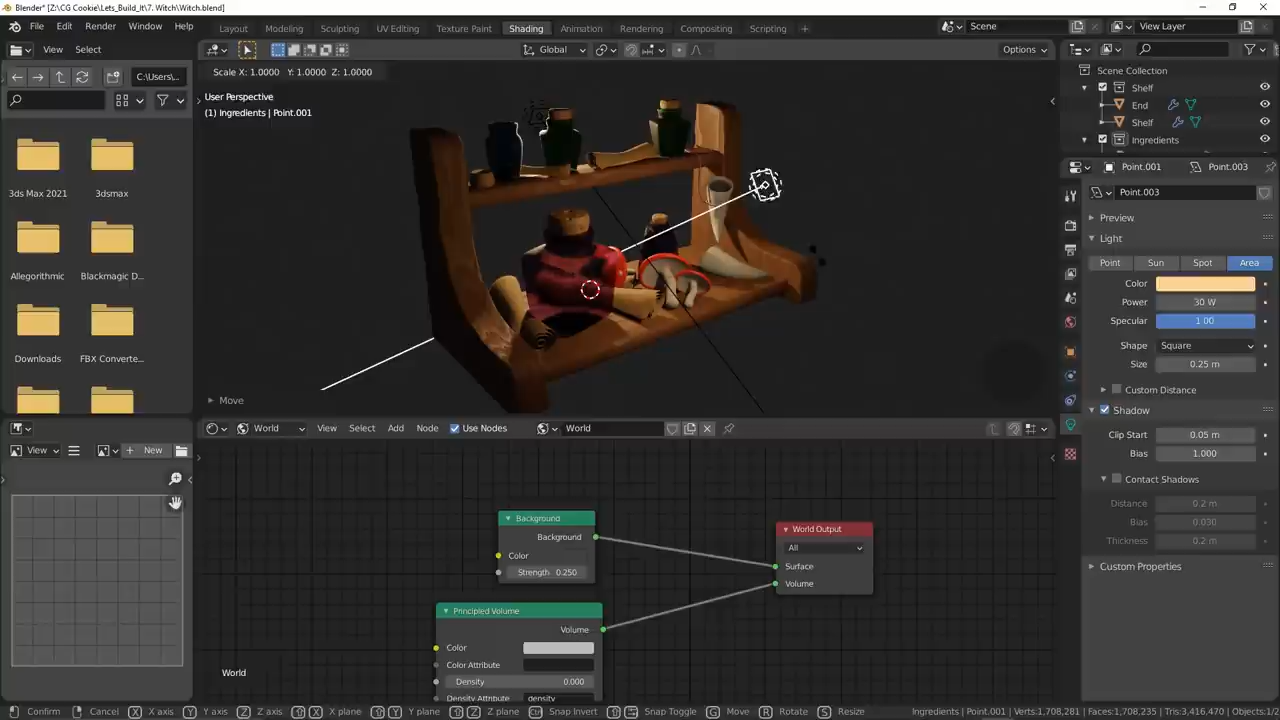 Blender* [Z:\CG Cookie\Lets_Build_It\7. Witch\Witch.blend]
File Edit Render Window Help
Layout Modeling Sculpting UV Editing Texture Paint Shading Animation Rendering Compositing Scripting +
Scene
View Layer
View Select
Global
Options
Scale X: 1.0000 Y: 1.0000 Z: 1.0000
C:\Users\...
User Perspective
(1) Ingredients | Point.001
3ds Max 2021
3dsmax
Allegorithmic
Blackmagic D...
Downloads
FBX Converte...
Move
Scene Collection
Shelf
End
Shelf
Ingredients
Point.001
Point.003
Point.003
Preview
Light
Point Sun Spot Area
Color
Power 30 W
Specular 1.00
Shape Square
Size 0.25 m
Custom Distance
Shadow
Clip Start 0.05 m
Bias 1.000
Contact Shadows
Distance 0.2 m
Bias 0.030
Thickness 0.2 m
Custom Properties
World View Select Add Node Use Nodes World
View
+ New
Background
Background
Color
Strength 0.250
World Output
All
Surface
Volume
Principled Volume
Volume
Color
Color Attribute
Density 0.000
Density Attribute density
World
Confirm Cancel X X axis Y Y axis Z Z axis X X plane Y Y plane Z Z plane Snap Invert Snap Toggle G Move R Rotate S Resize
Ingredients | Point.001 | Verts:1,708,281 | Faces:1,708,235 | Tris:3,416,470 | Objects:1/2